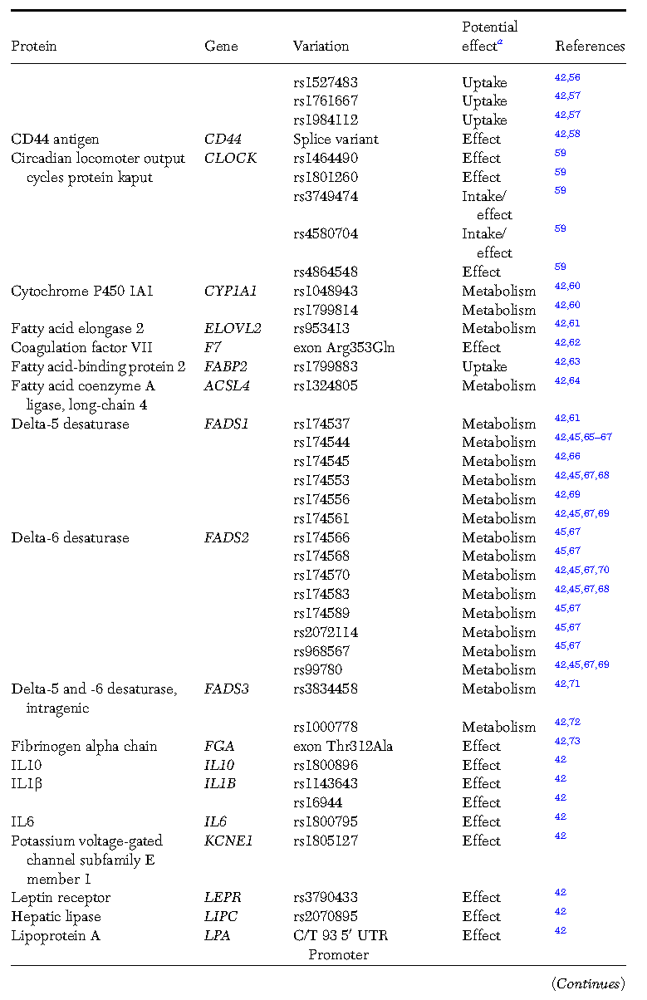 Potential
Protein Gene Variation effect^a References
rs1527483 Uptake 42,56
rs1761667 Uptake 42,57
rs1984112 Uptake 42,57
CD44 antigen CD44 Splice variant Effect 42,58
Circadian locomoter output CLOCK rs1464490 Effect 59
cycles protein kaput rs1801260 Effect 59
rs3749474 Intake/ 59
effect
rs4580704 Intake/ 59
effect
rs4864548 Effect 59
Cytochrome P450 1A1 CYP1A1 rs1048943 Metabolism 42,60
rs1799814 Metabolism 42,60
Fatty acid elongase 2 ELOVL2 rs953413 Metabolism 42,61
Coagulation factor VII F7 exon Arg353Gln Effect 42,62
Fatty acid-binding protein 2 FABP2 rs1799883 Uptake 42,63
Fatty acid coenzyme A ACSL4 rs1324805 Metabolism 42,64
ligase, long-chain 4
Delta-5 desaturase FADS1 rs174537 Metabolism 42,61
rs174544 Metabolism 42,45,65–67
rs174545 Metabolism 42,66
rs174553 Metabolism 42,45,67,68
rs174556 Metabolism 42,69
rs174561 Metabolism 42,45,67,69
Delta-6 desaturase FADS2 rs174566 Metabolism 45,67
rs174568 Metabolism 45,67
rs174570 Metabolism 42,45,67,70
rs174583 Metabolism 42,45,67,68
rs174589 Metabolism 45,67
rs2072114 Metabolism 45,67
rs968567 Metabolism 45,67
rs99780 Metabolism 42,45,67,69
Delta-5 and -6 desaturase, FADS3 rs3834458 Metabolism 42,71
intragenic
rs1000778 Metabolism 42,72
Fibrinogen alpha chain FGA exon Thr312Ala Effect 42,73
IL10 IL10 rs1800896 Effect 42
IL1β IL1B rs1143643 Effect 42
rs16944 Effect 42
IL6 IL6 rs1800795 Effect 42
Potassium voltage-gated KCNE1 rs1805127 Effect 42
channel subfamily E
member 1
Leptin receptor LEPR rs3790433 Effect 42
Hepatic lipase LIPC rs2070895 Effect 42
Lipoprotein A LPA C/T 93 5′ UTR Effect 42
Promoter
(Continues)